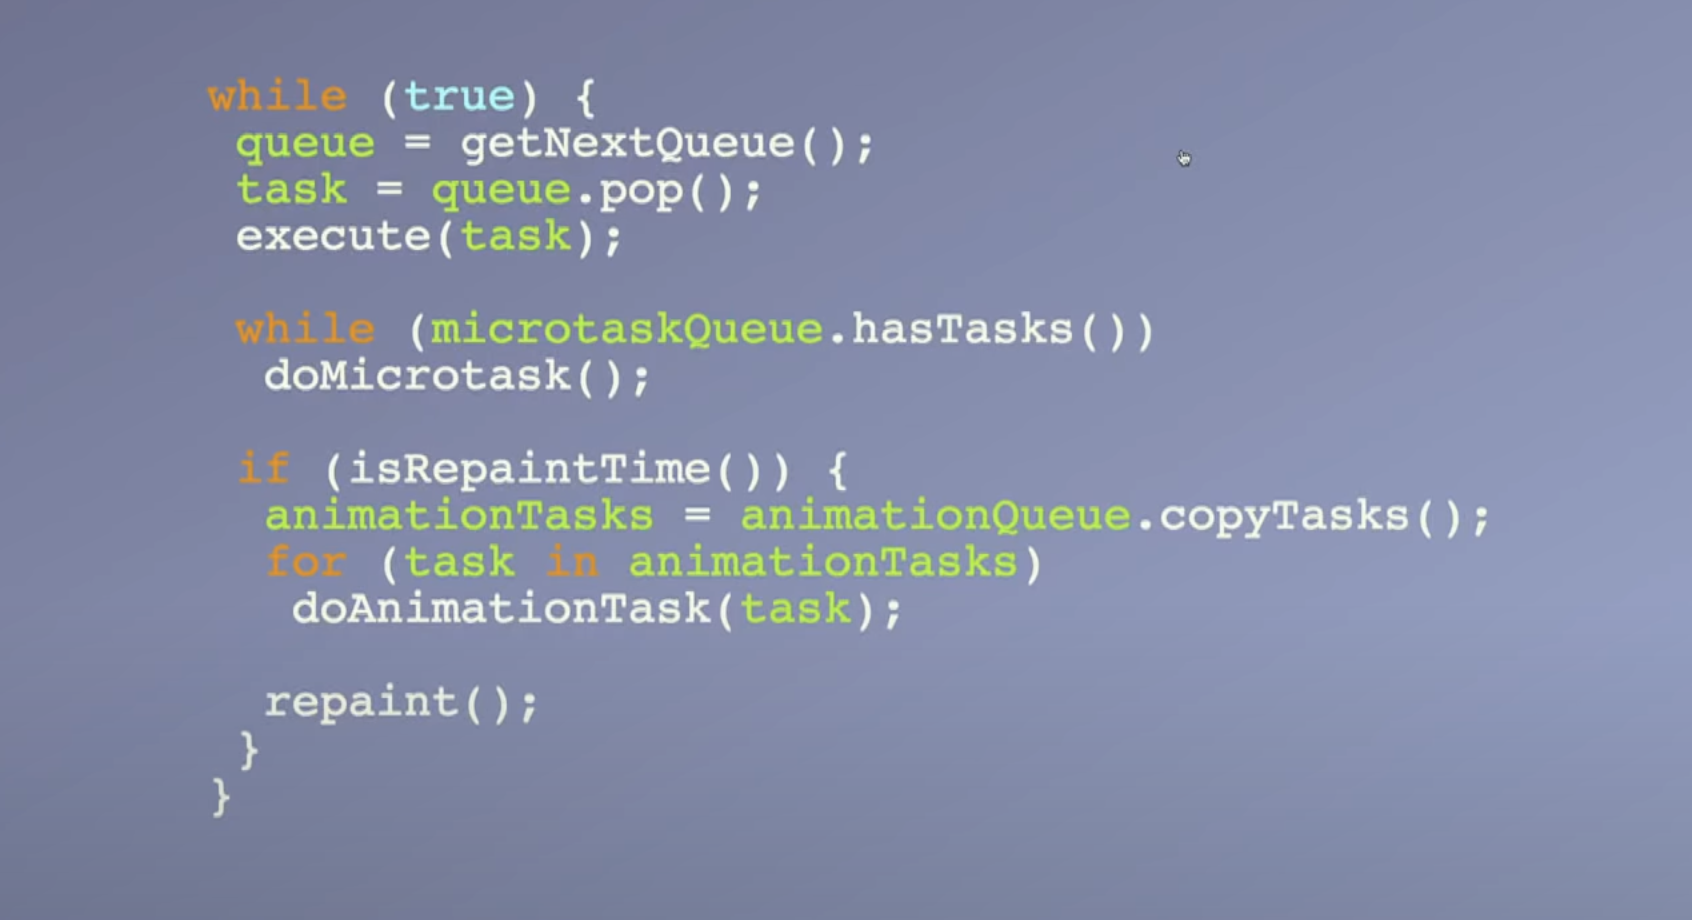 while (true) {
queue = getNextQueue();
task = queue.pop();
execute(task);
while (microtaskQueue.hasTasks())
doMicrotask();
if (isRepaintTime()) {
animationTasks = animationQueue.copyTasks();
for (task in animationTasks)
doAnimationTask(task);
repaint();
}
}